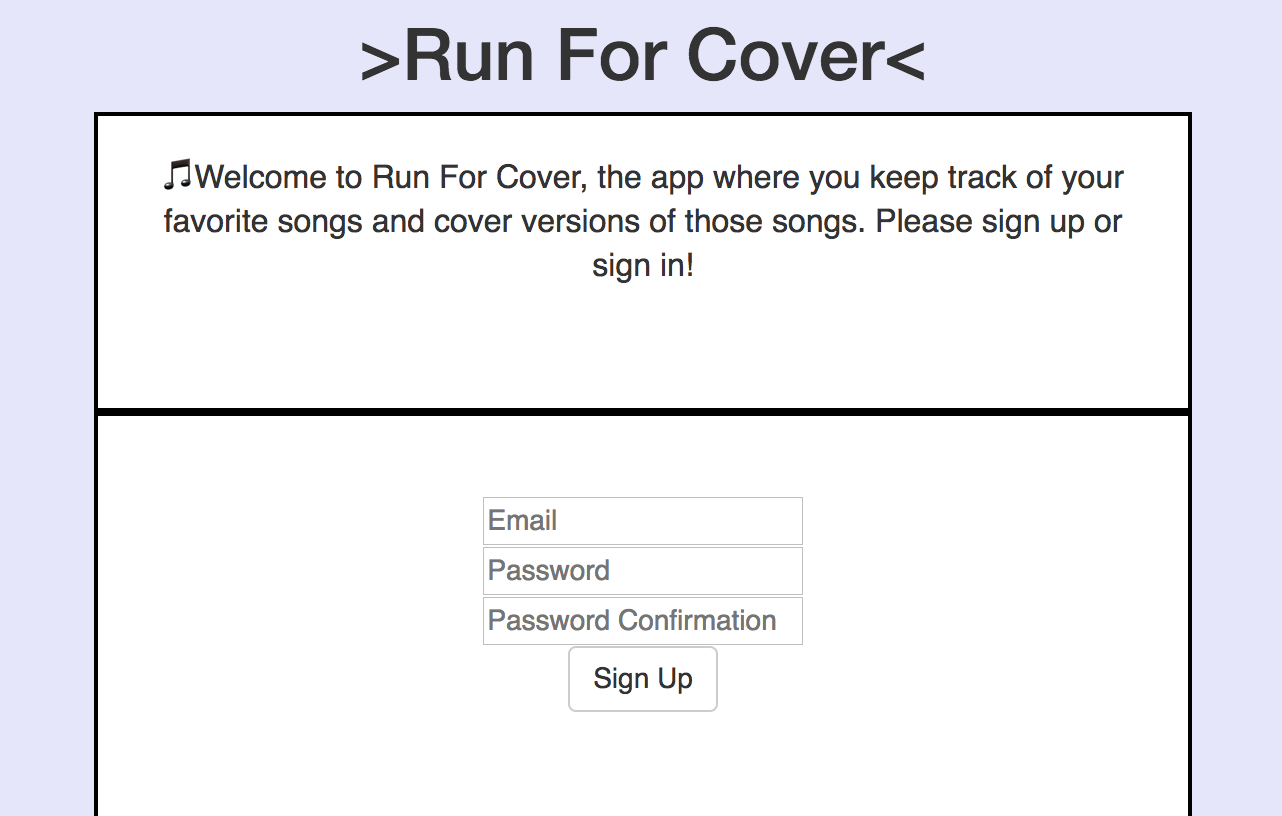 >Run For Cover<
🎵Welcome to Run For Cover, the app where you keep track of your
favorite songs and cover versions of those songs. Please sign up or
sign in!
Email
Password
Password Confirmation
Sign Up